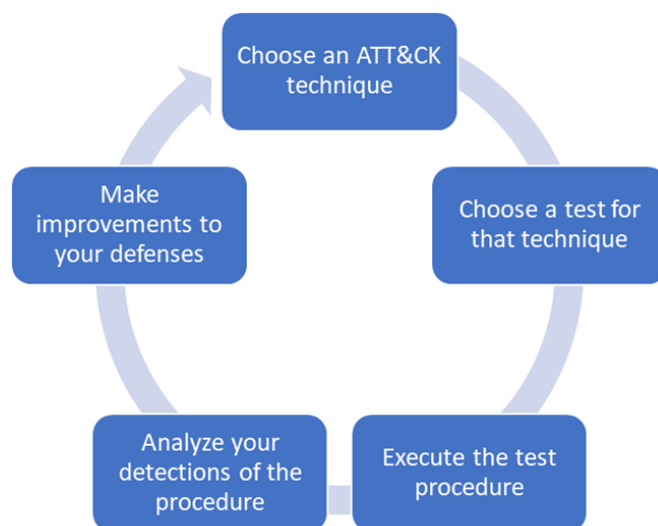 Choose an ATT&CK
technique
Choose a test for
that technique
Execute the test
procedure
Analyze your
detections of the
procedure
Make
improvements to
your defenses